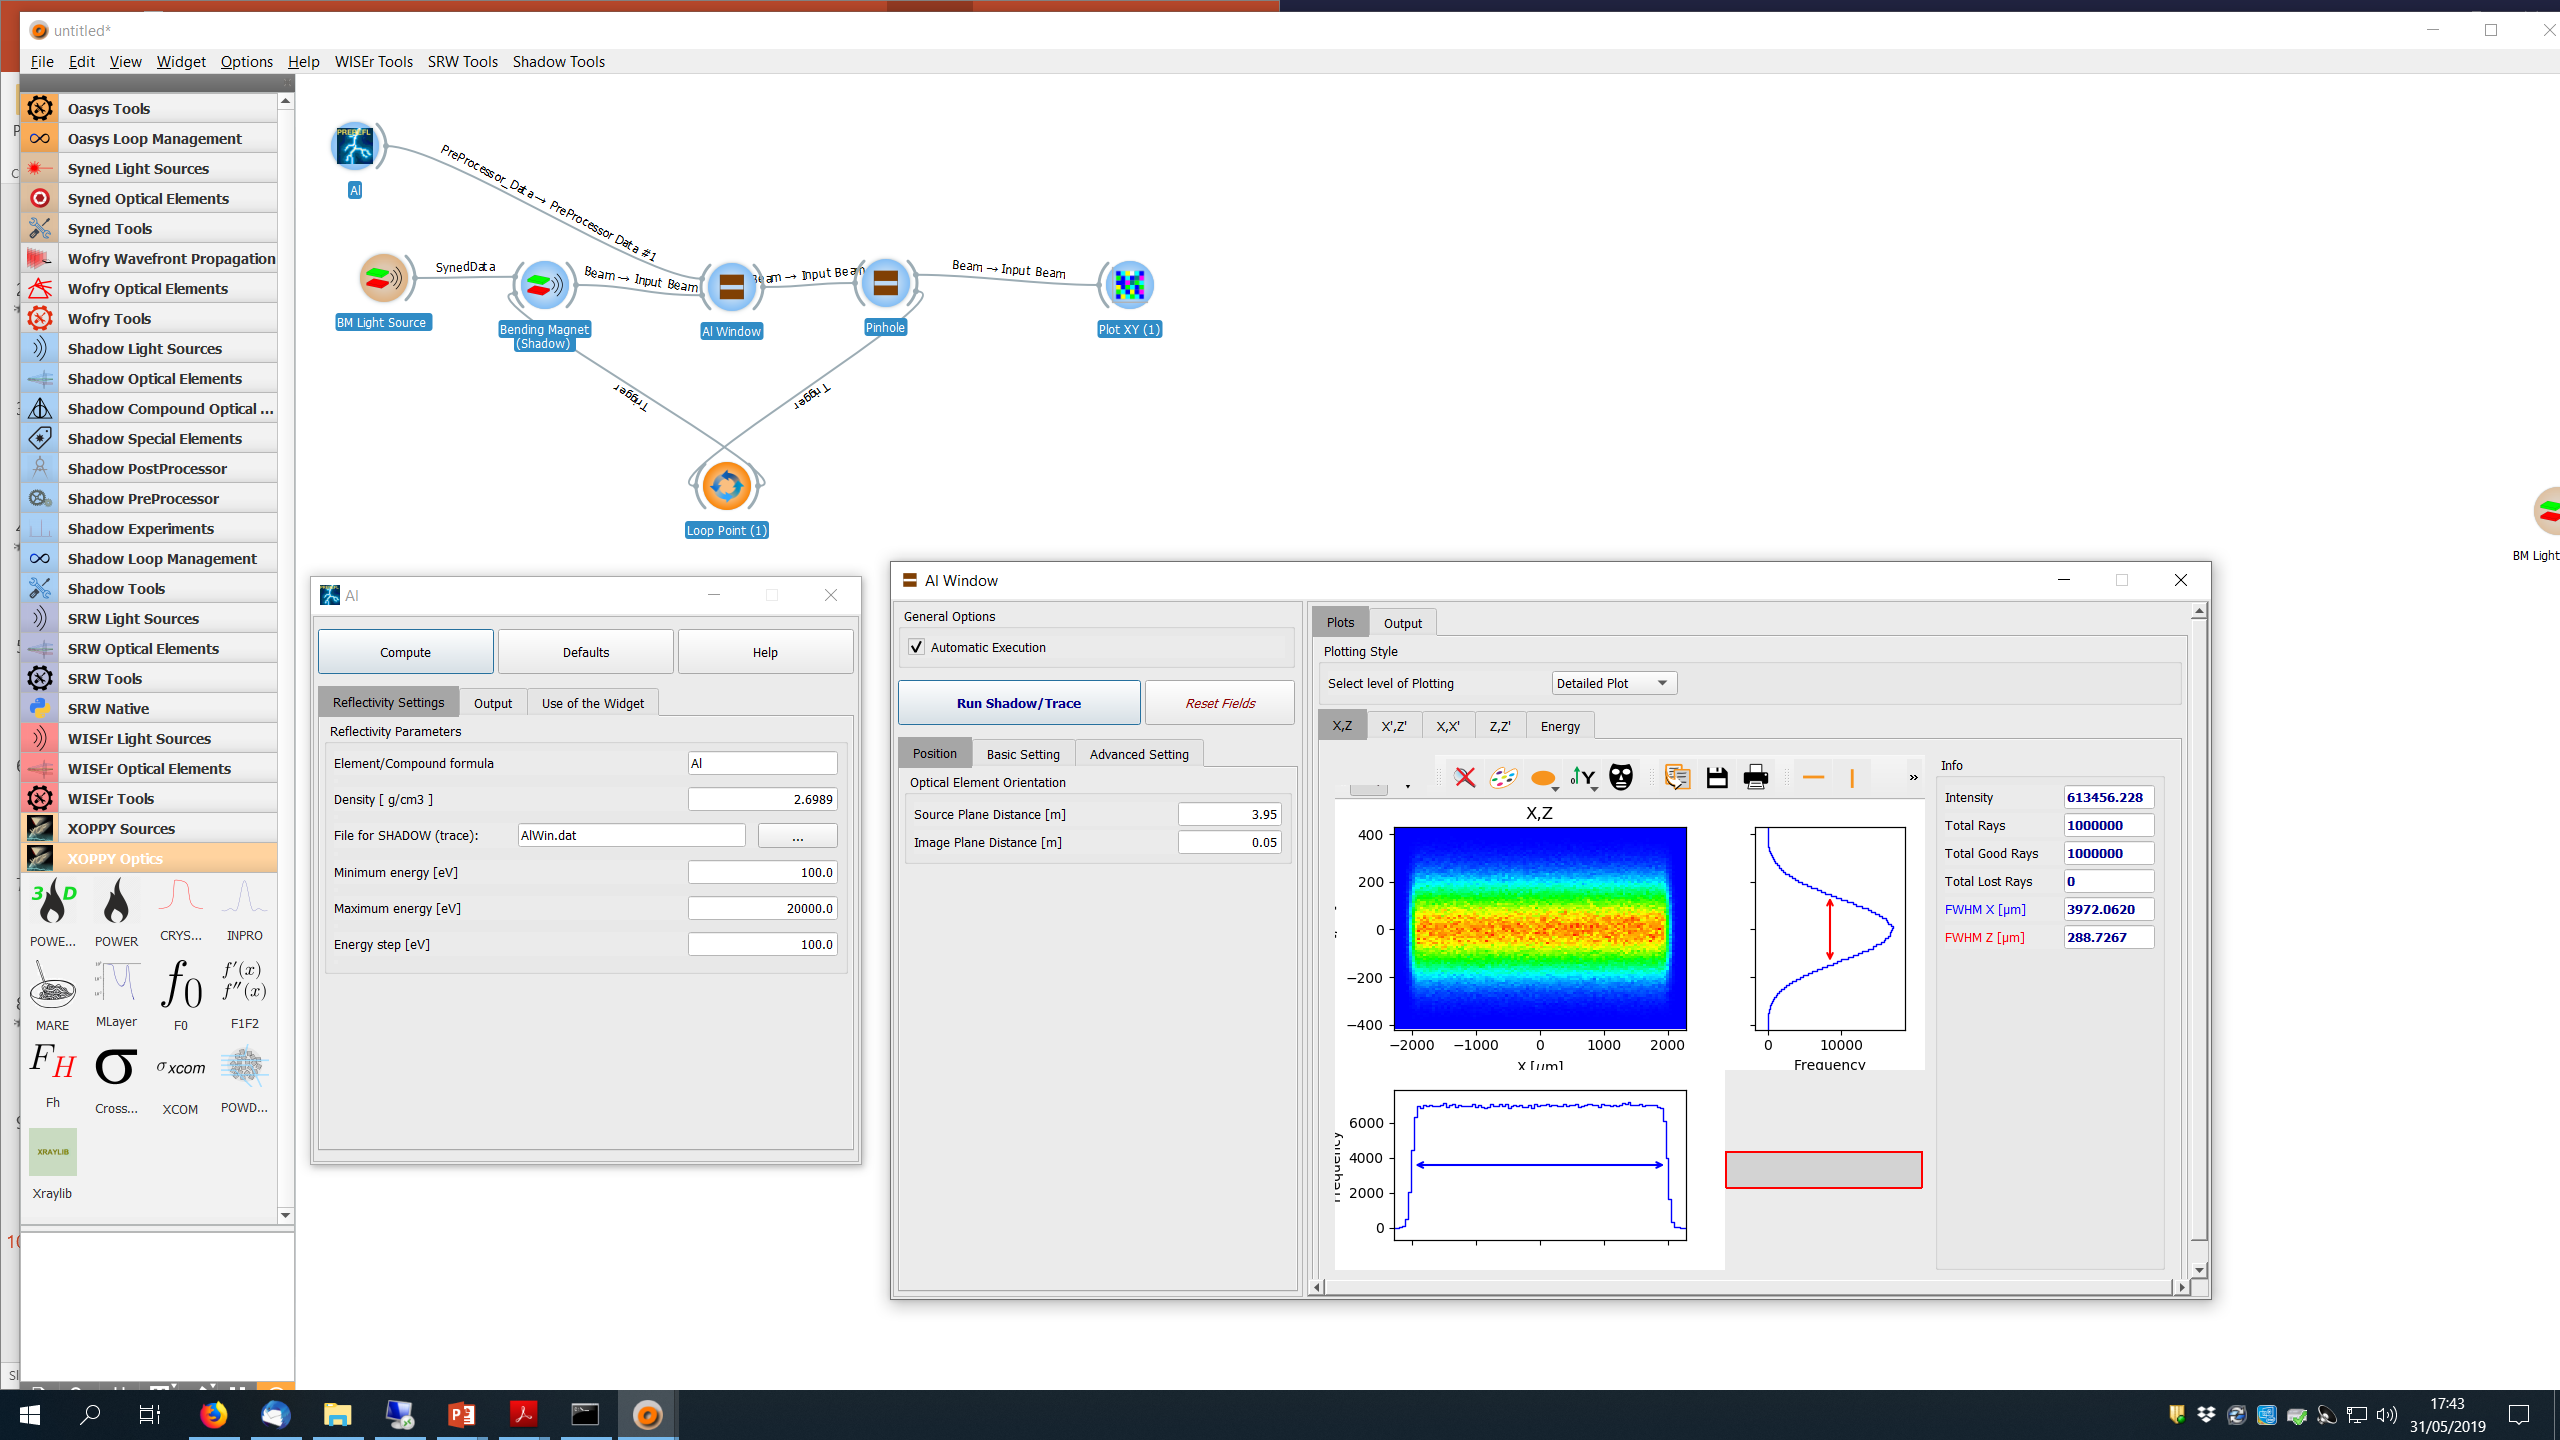 untitled*
File Edit View Widget Options Help WISEr Tools SRW Tools Shadow Tools
Oasys Tools
Oasys Loop Management
Syned Light Sources
Syned Optical Elements
Syned Tools
Wofry Wavefront Propagation
Wofry Optical Elements
Wofry Tools
Shadow Light Sources
Shadow Optical Elements
Shadow Compound Optical ...
Shadow Special Elements
Shadow PostProcessor
Shadow PreProcessor
Shadow Experiments
Shadow Loop Management
Shadow Tools
SRW Light Sources
SRW Optical Elements
SRW Tools
SRW Native
WISEr Light Sources
WISEr Optical Elements
WISEr Tools
XOPPY Sources
XOPPY Optics
3 D
POWE... POWER CRYS... INPRO
f0 f'(x)
f''(x)
MARE MLayer F0 F1F2
FH σ σ xcom
Fh Cross... XCOM POWD...
XRAYLIB
Xraylib
PREREFL
Al
PreProcessor_Data → PreProcessor Data #1
BM Light Source
SynedData
Bending Magnet
(Shadow)
Beam → Input Beam
Al Window
Beam → Input Beam
Pinhole
Beam → Input Beam
Plot XY (1)
Trigger
Trigger
Loop Point (1)
BM Light
Al
Compute Defaults Help
Reflectivity Settings Output Use of the Widget
Reflectivity Parameters
Element/Compound formula Al
Density [ g/cm3 ] 2.6989
File for SHADOW (trace): AlWin.dat ...
Minimum energy [eV] 100.0
Maximum energy [eV] 20000.0
Energy step [eV] 100.0
Al Window
General Options
Automatic Execution
Run Shadow/Trace Reset Fields
Position Basic Setting Advanced Setting
Optical Element Orientation
Source Plane Distance [m] 3.95
Image Plane Distance [m] 0.05
Plots Output
Plotting Style
Select level of Plotting Detailed Plot
X,Z X',Z' X,X' Z,Z' Energy
Y »
X,Z
400
200
0
−200
−400
−2000 −1000 0 1000 2000
X [μm]
0 10000
Frequency
Frequency
6000
4000
2000
0
Info
Intensity 613456.228
Total Rays 1000000
Total Good Rays 1000000
Total Lost Rays 0
FWHM X [μm] 3972.0620
FWHM Z [μm] 288.7267
17:43
31/05/2019